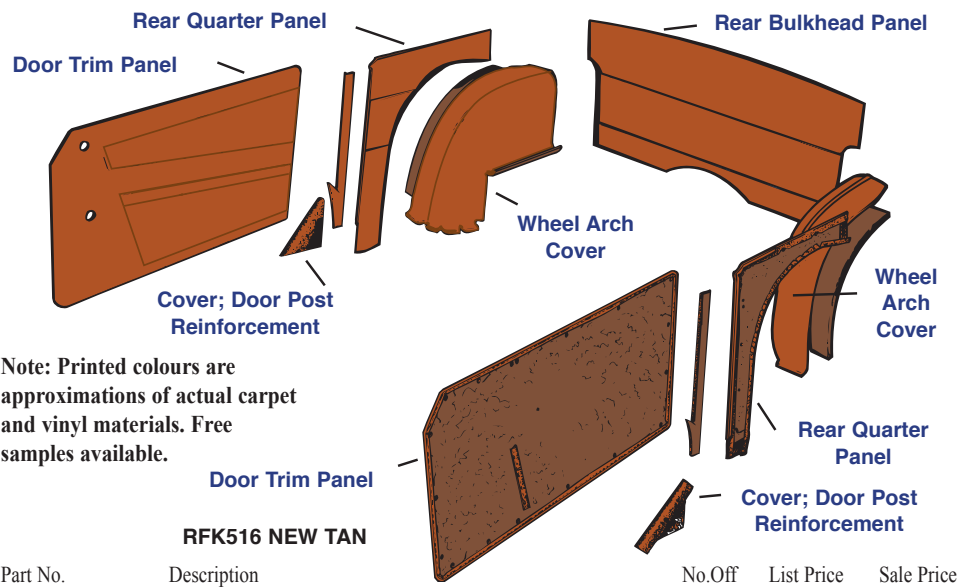 Rear Quarter Panel
Rear Bulkhead Panel
Door Trim Panel
Wheel Arch
Cover
Wheel
Arch
Cover
Cover; Door Post
Reinforcement
Note: Printed colours are
approximations of actual carpet
and vinyl materials. Free
samples available.
Rear Quarter
Panel
Door Trim Panel
Cover; Door Post
Reinforcement
RFK516 NEW TAN
Part No. Description No.Off List Price Sale Price